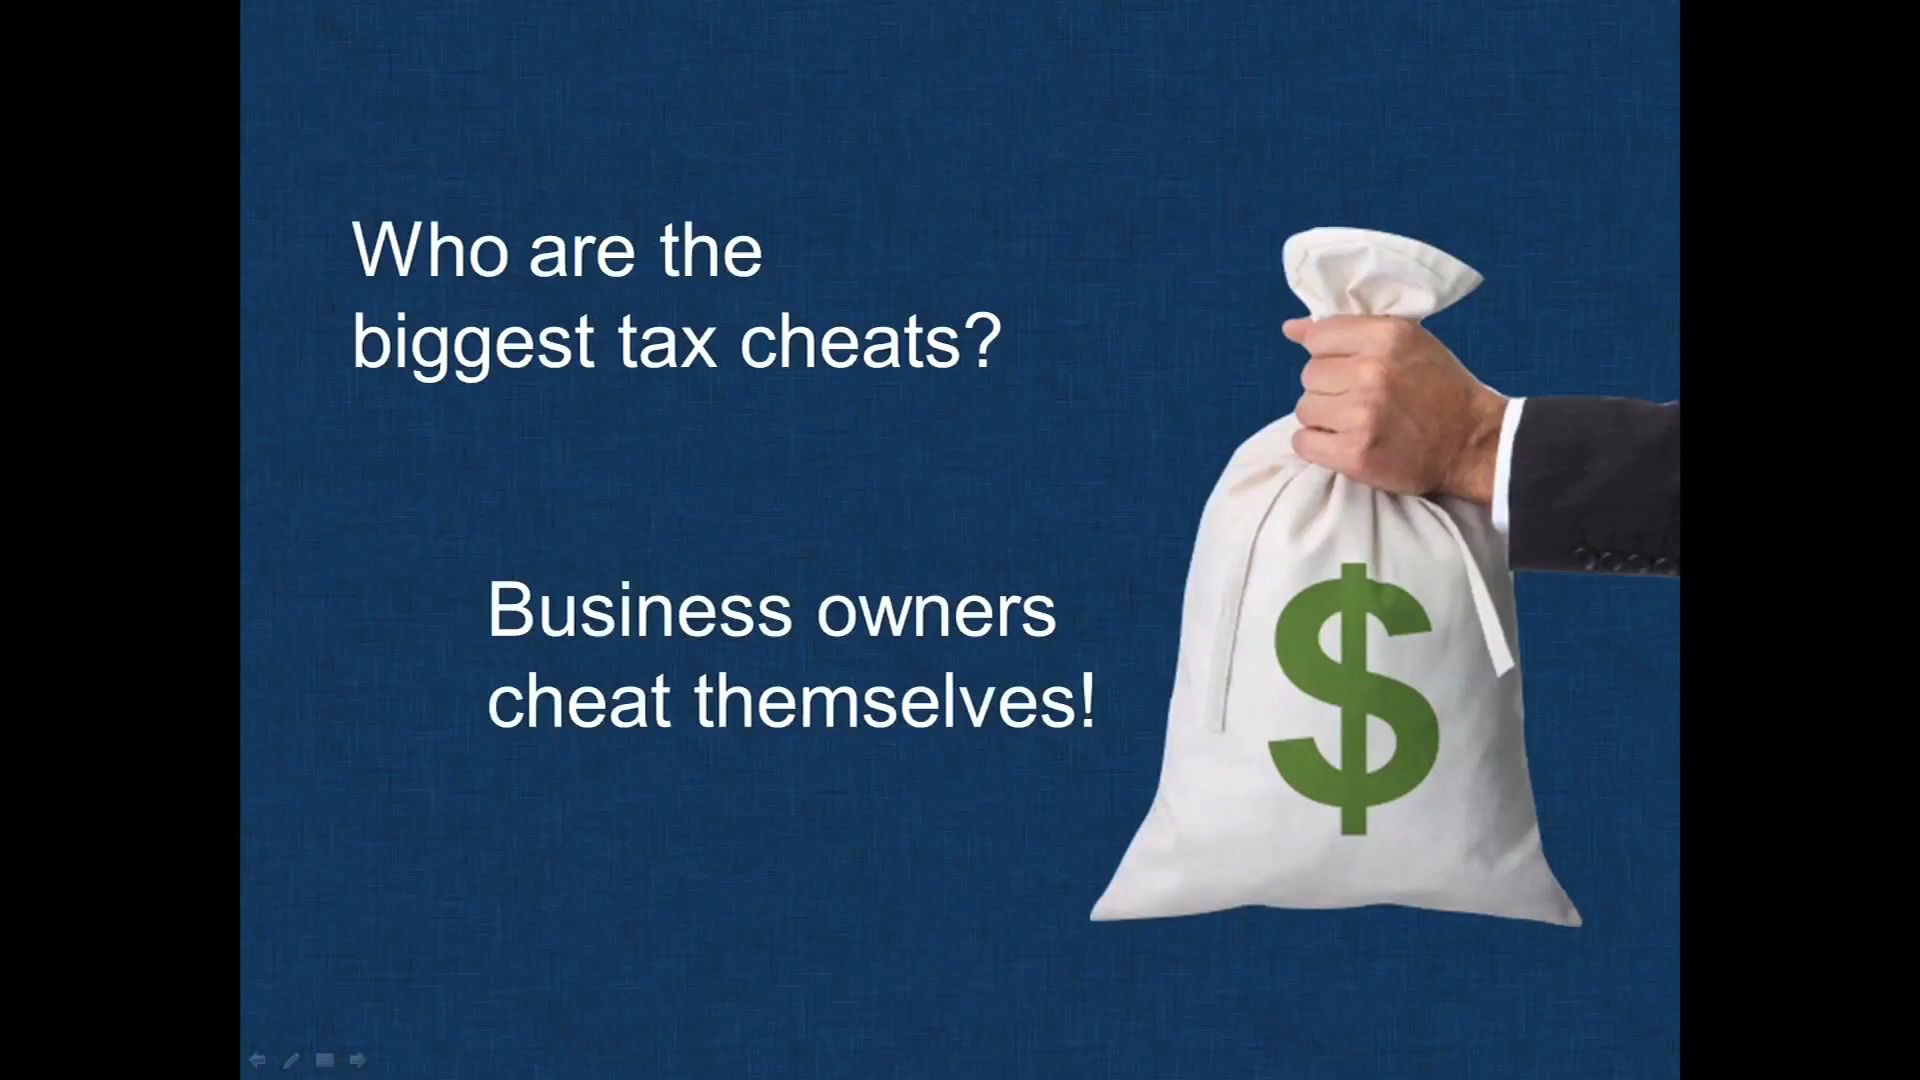 Who are the
biggest tax cheats?
Business owners
cheat themselves!
$